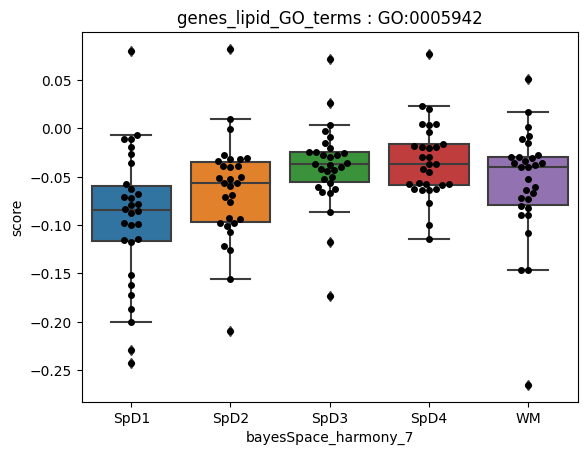 genes_lipid_GO_terms : GO:0005942
0.05
0.00
−0.05
−0.10
−0.15
−0.20
−0.25
score
SpD1 SpD2 SpD3 SpD4 WM
bayesSpace_harmony_7